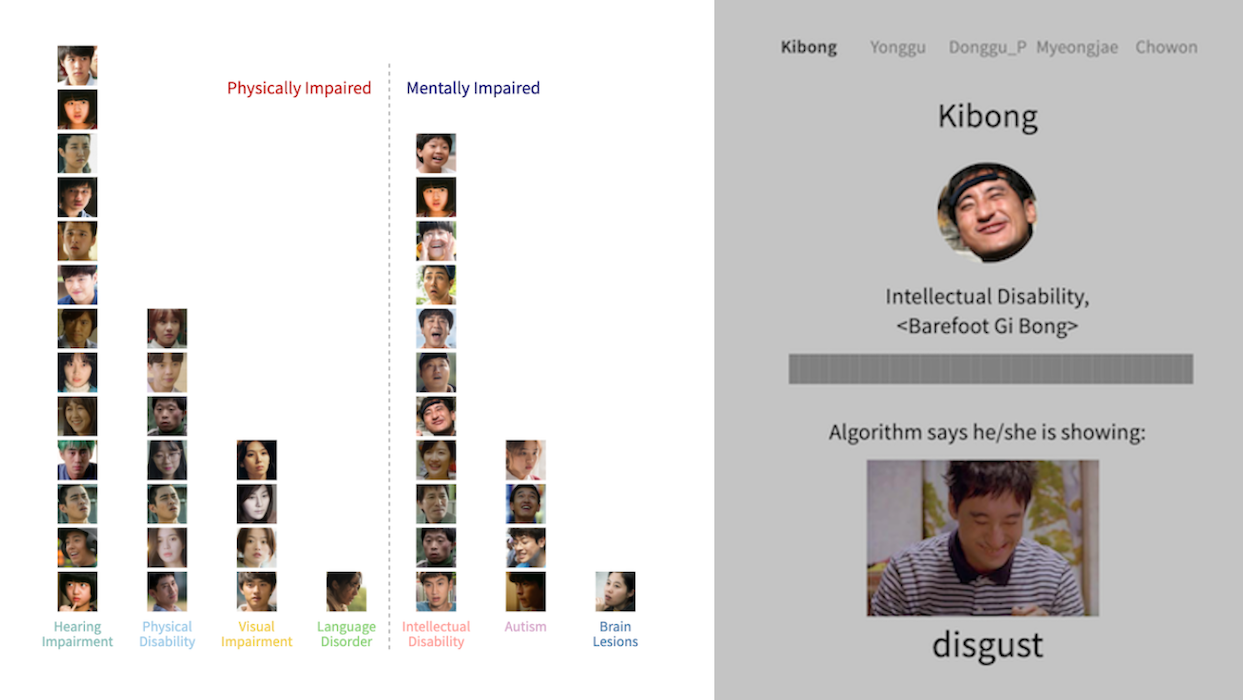 Physically Impaired
Mentally Impaired
Hearing
Impairment
Physical
Disability
Visual
Impairment
Language
Disorder
Intellectual
Disability
Autism
Brain
Lesions
Kibong Yonggu Donggu_P Myeongjae Chowon
Kibong
Intellectual Disability,
<Barefoot Gi Bong>
Algorithm says he/she is showing:
disgust